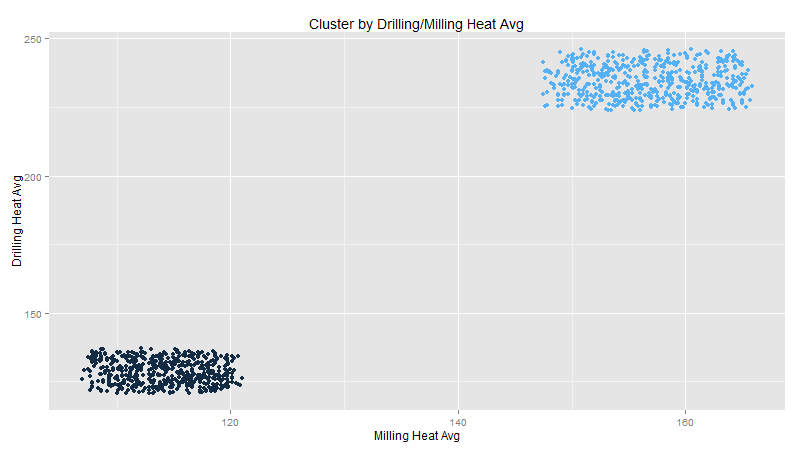 Cluster by Drilling/Milling Heat Avg
250
200
150
Drilling Heat Avg
120
140
160
Milling Heat Avg